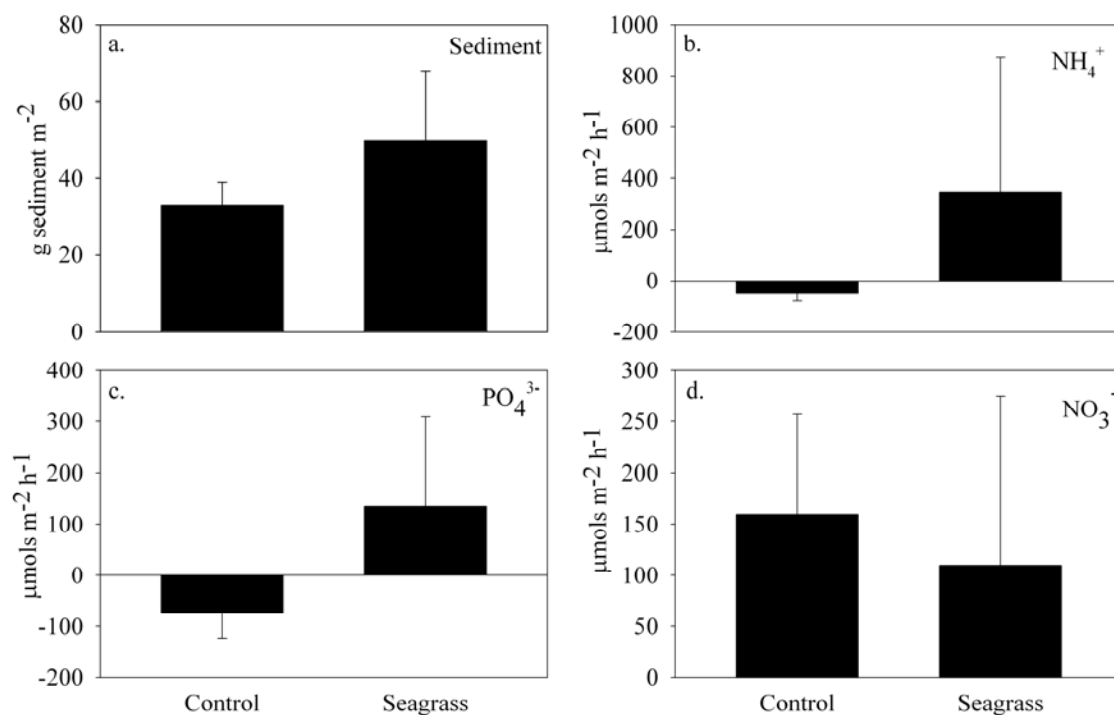 a.
Sediment
g sediment m⁻²
80
60
40
20
0
b.
NH₄⁺
µmols m⁻² h⁻¹
1000
800
600
400
200
0
-200
c.
PO₄³⁻
µmols m⁻² h⁻¹
400
300
200
100
0
-100
-200
Control Seagrass
d.
NO₃⁻
µmols m⁻² h⁻¹
300
250
200
150
100
50
0
Control Seagrass